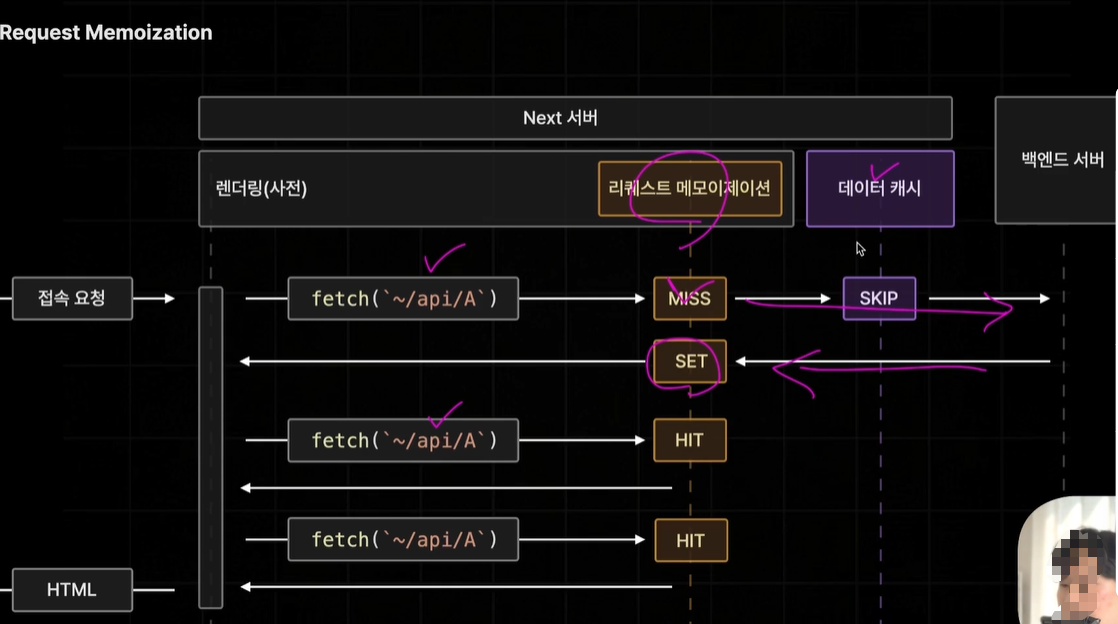 Request Memoization
Next 서버
백엔드 서버
렌더링(사전)
리퀘스트 메모이제이션
데이터 캐시
접속 요청
fetch(`~/api/A`)
MISS
SKIP
SET
fetch(`~/api/A`)
HIT
fetch(`~/api/A`)
HIT
HTML